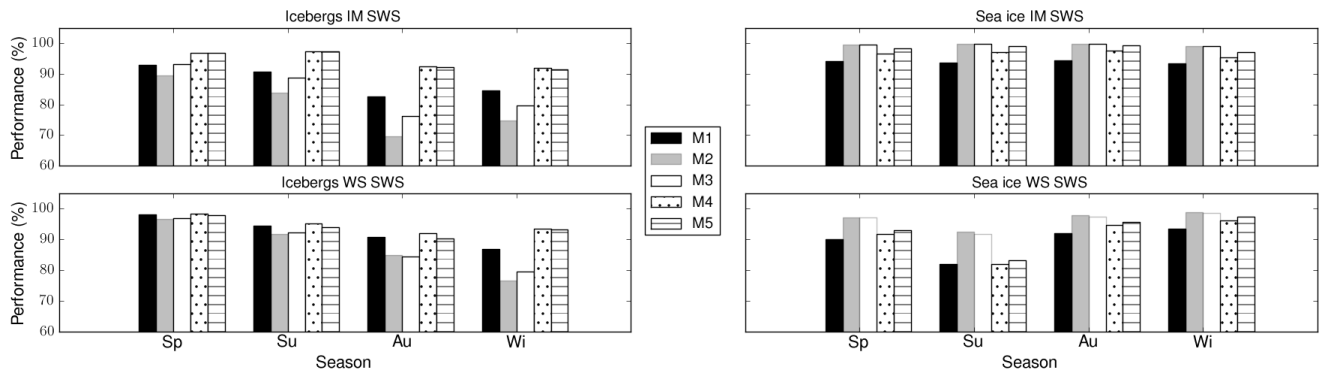 Icebergs IM SWS
Performance (%)
100
90
80
70
60
Icebergs WS SWS
Performance (%)
100
90
80
70
60
Sp Su Au Wi
Season
M1
M2
M3
M4
M5
Sea ice IM SWS
Sea ice WS SWS
Sp Su Au Wi
Season